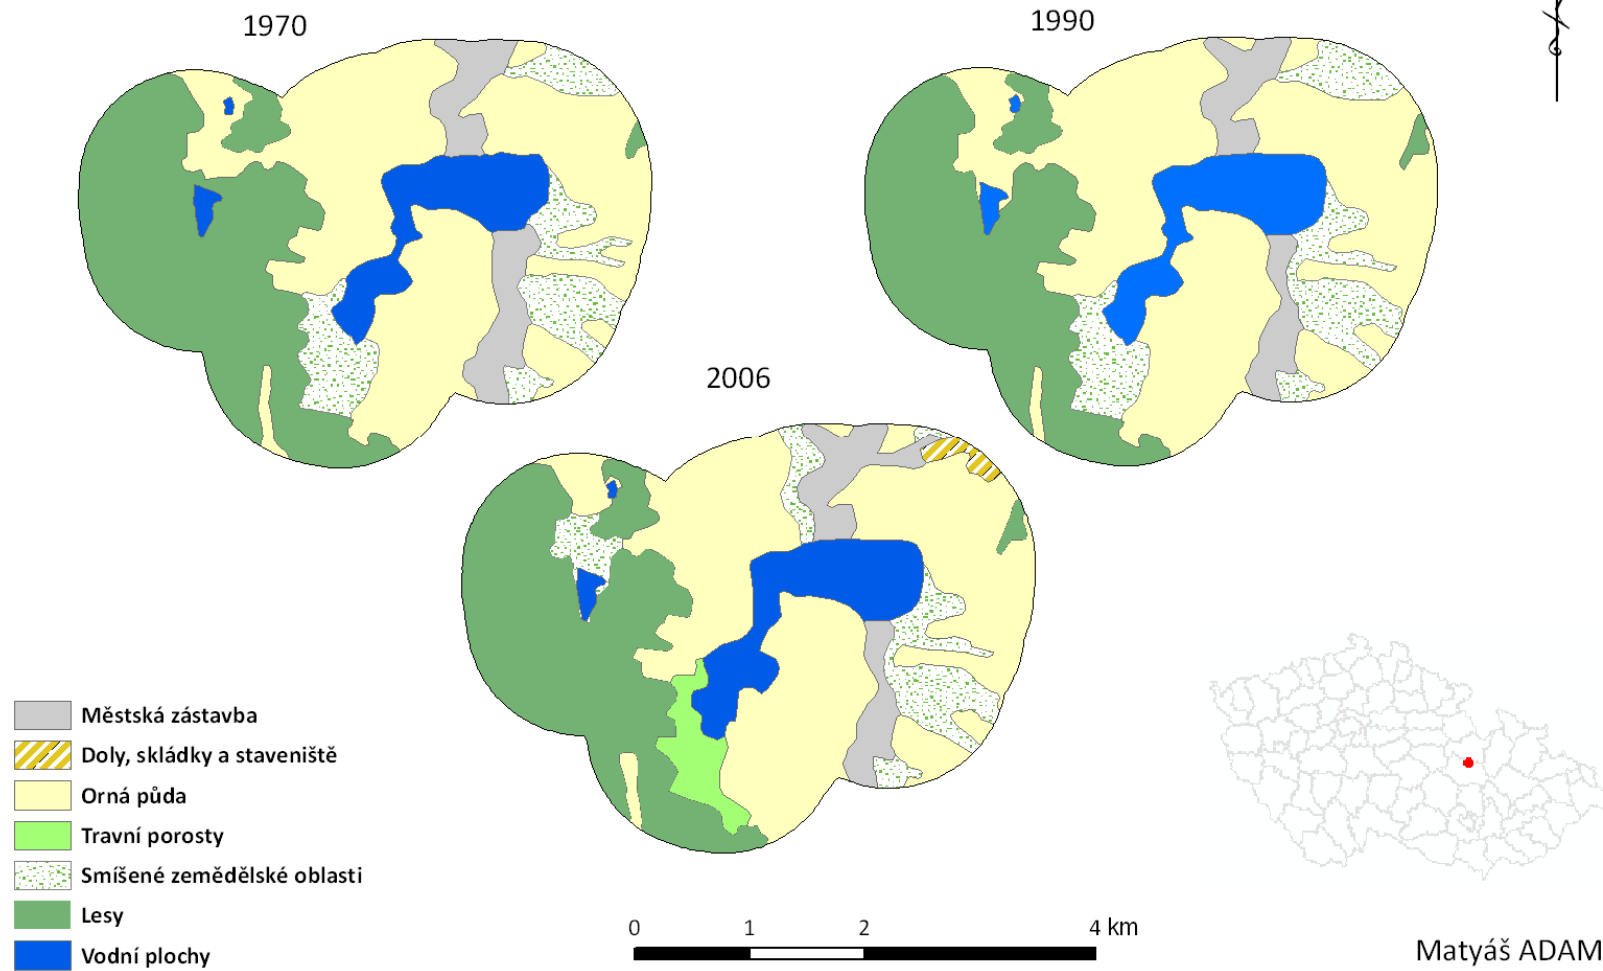 1970
1990
2006
Městská zástavba
Doly, skládky a staveniště
Orná půda
Travní porosty
Smíšené zemědělské oblasti
Lesy
Vodní plochy
0 1 2 4 km
Matyáš ADAM